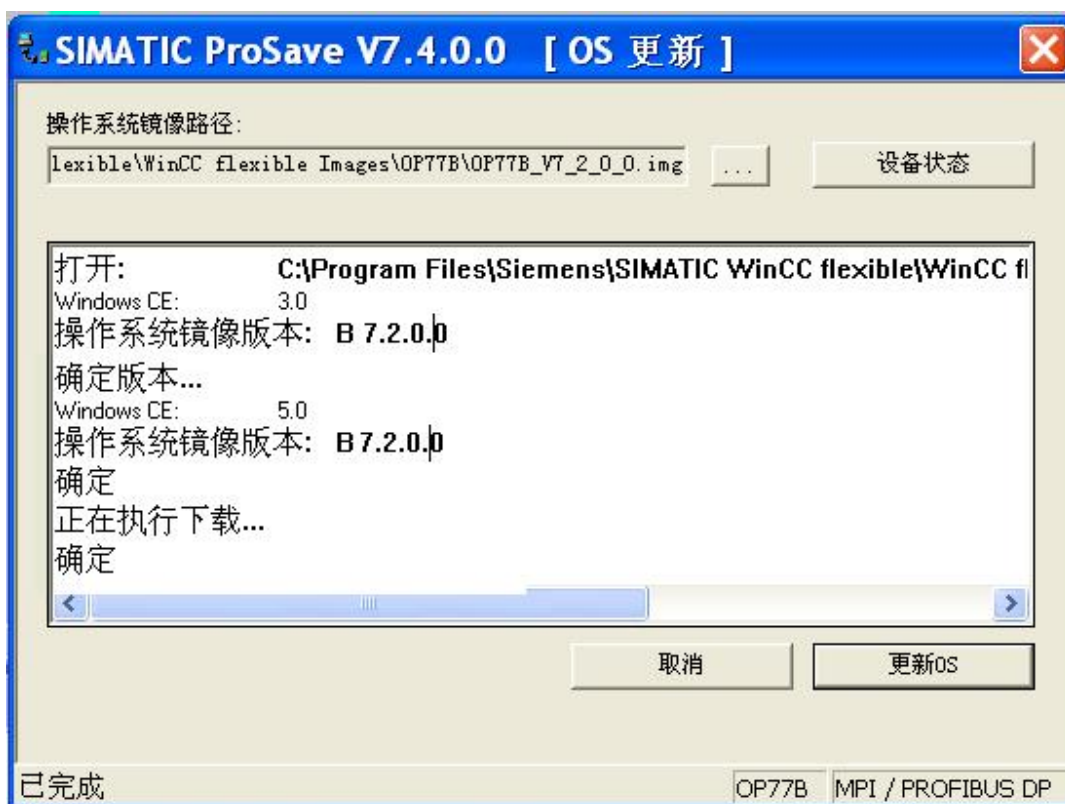 SIMATIC ProSave V7.4.0.0 [ OS 更新 ]
操作系统镜像路径:
lexible\WinCC flexible Images\OP77B\OP77B_V7_2_0_0.img
...
设备状态
打开: C:\Program Files\Siemens\SIMATIC WinCC flexible\WinCC fl
Windows CE: 3.0
操作系统镜像版本: B 7.2.0.0
确定版本...
Windows CE: 5.0
操作系统镜像版本: B 7.2.0.0
确定
正在执行下载...
确定
取消
更新OS
已完成
OP77B
MPI / PROFIBUS DP